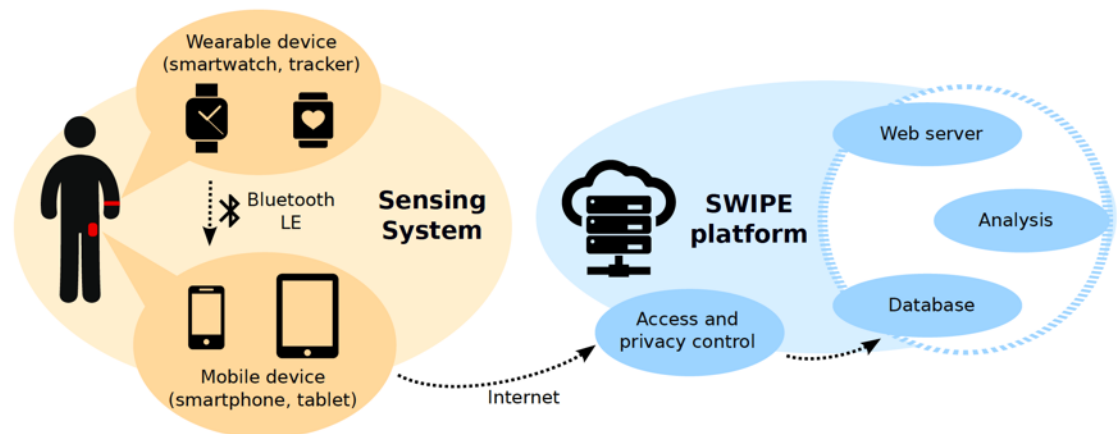 Wearable device
(smartwatch, tracker)
Bluetooth
LE
Sensing
System
Mobile device
(smartphone, tablet)
Internet
SWIPE
platform
Access and
privacy control
Web server
Analysis
Database